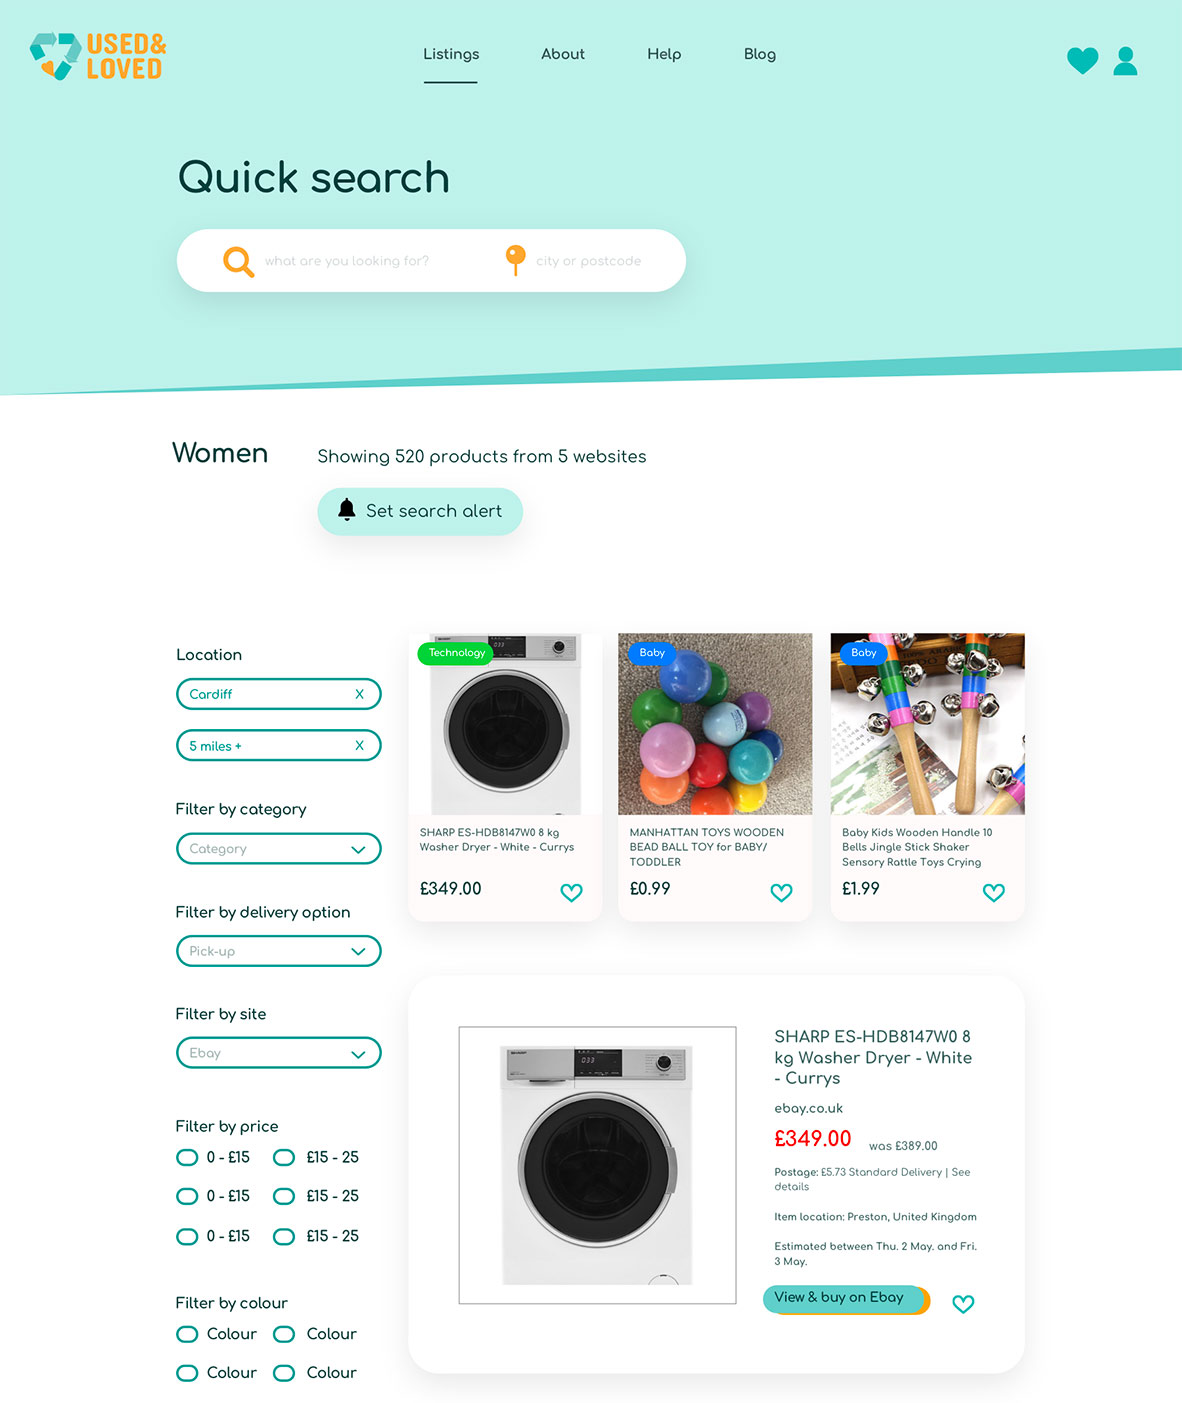 USED&
LOVED
Listings
About
Help
Blog
Quick search
what are you looking for?
city or postcode
Women
Showing 520 products from 5 websites
Set search alert
Location
Cardiff X
5 miles + X
Filter by category
Category
Filter by delivery option
Pick-up
Filter by site
Ebay
Filter by price
0 - £15 £15 - 25
0 - £15 £15 - 25
0 - £15 £15 - 25
Filter by colour
Colour Colour
Colour Colour
Technology
SHARP ES-HDB8147W0 8 kg
Washer Dryer - White - Currys
£349.00
Baby
MANHATTAN TOYS WOODEN
BEAD BALL TOY for BABY/
TODDLER
£0.99
Baby
Baby Kids Wooden Handle 10
Bells Jingle Stick Shaker
Sensory Rattle Toys Crying
£1.99
SHARP ES-HDB8147W0 8
kg Washer Dryer - White
- Currys
ebay.co.uk
£349.00 was £389.00
Postage: £5.73 Standard Delivery | See
details
Item location: Preston, United Kingdom
Estimated between Thu. 2 May. and Fri.
3 May.
View & buy on Ebay